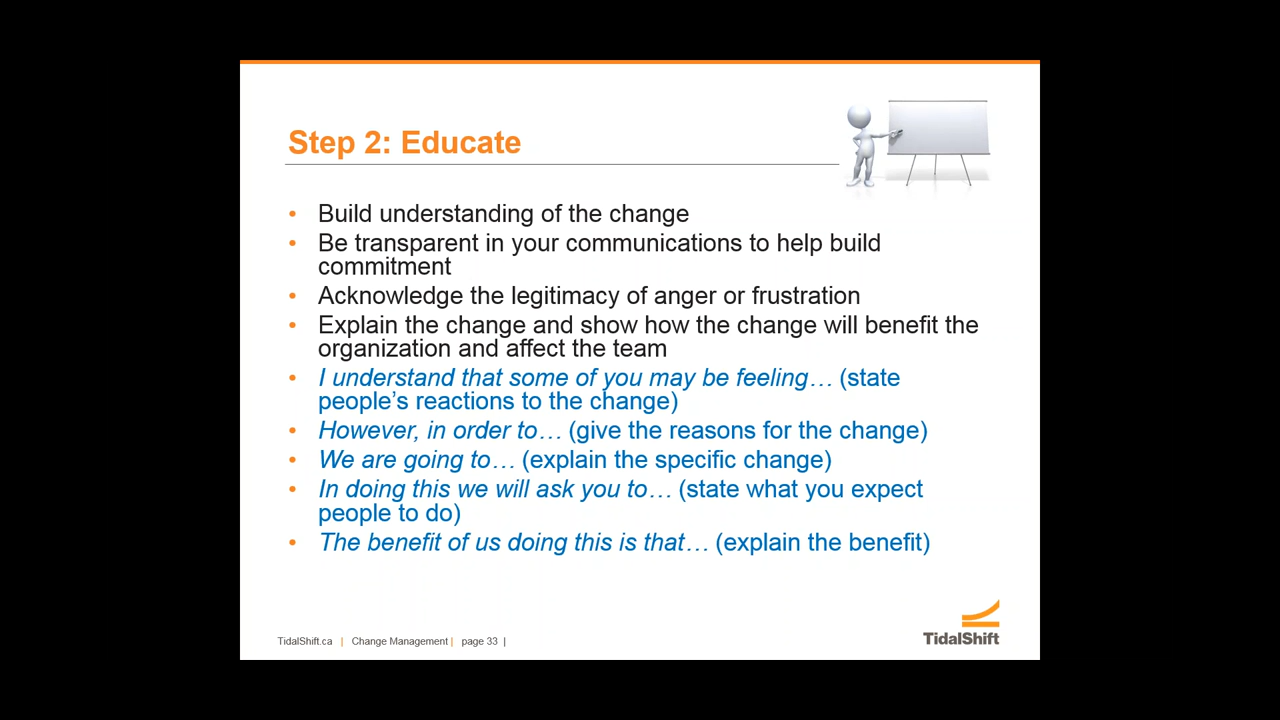 Step 2: Educate
• Build understanding of the change
• Be transparent in your communications to help build
commitment
• Acknowledge the legitimacy of anger or frustration
• Explain the change and show how the change will benefit the
organization and affect the team
• I understand that some of you may be feeling… (state
people’s reactions to the change)
• However, in order to… (give the reasons for the change)
• We are going to… (explain the specific change)
• In doing this we will ask you to… (state what you expect
people to do)
• The benefit of us doing this is that… (explain the benefit)
TidalShift.ca | Change Management | page 33 |
TidalShift